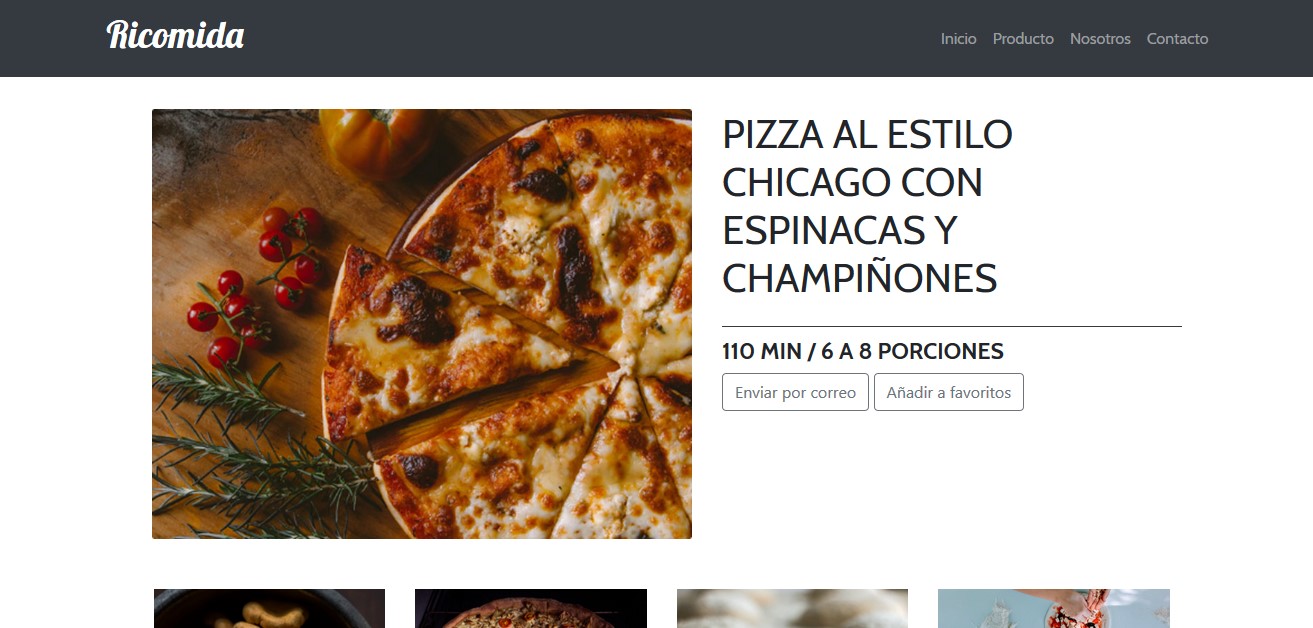 Ricomida
Inicio Producto Nosotros Contacto
PIZZA AL ESTILO
CHICAGO CON
ESPINACAS Y
CHAMPIÑONES
110 MIN / 6 A 8 PORCIONES
Enviar por correo Añadir a favoritos